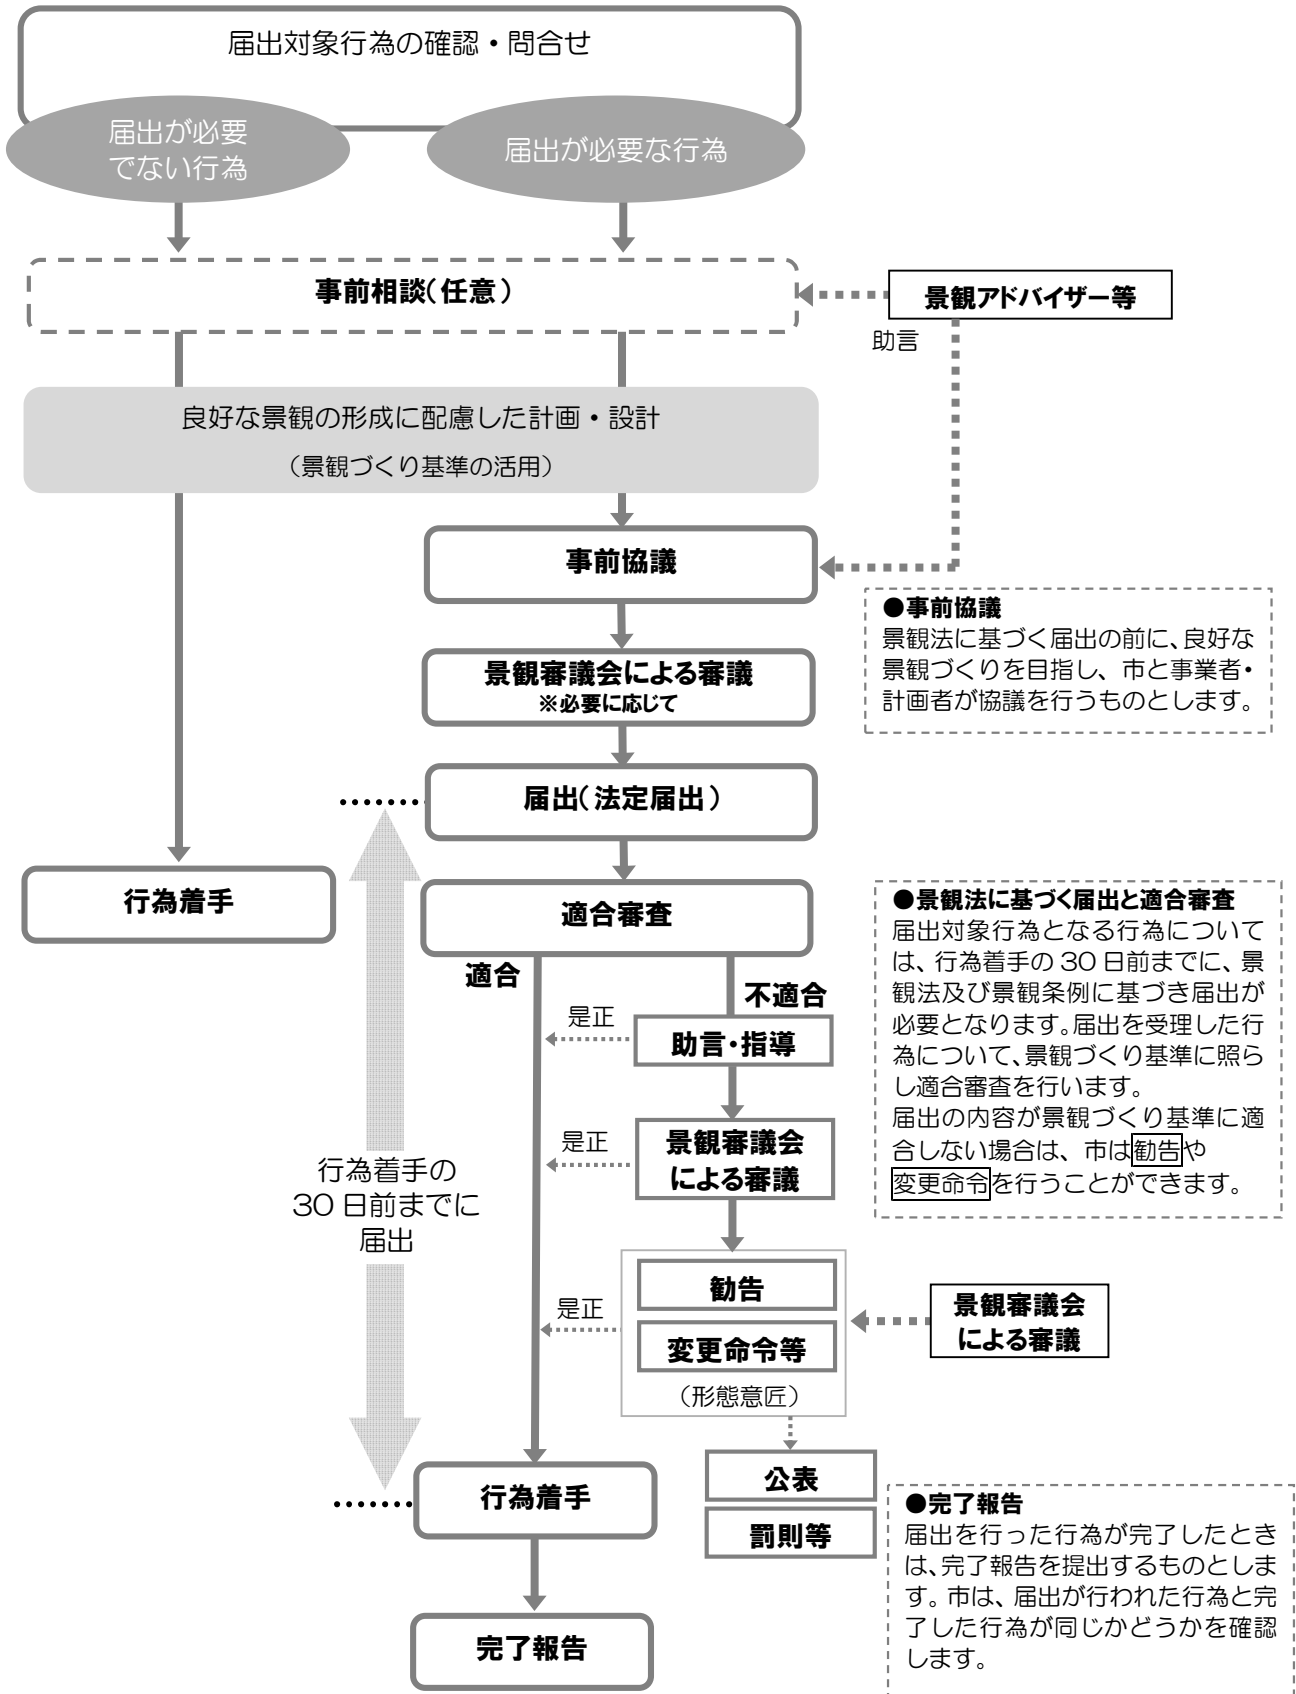 届出対象行為の確認・問合せ
届出が必要
でない行為
届出が必要な行為
事前相談(任意)
景観アドバイザー等
助言
良好な景観の形成に配慮した計画・設計
(景観づくり基準の活用)
事前協議
●事前協議
景観法に基づく届出の前に、良好な
景観づくりを目指し、市と事業者・
計画者が協議を行うものとします。
景観審議会による審議
※必要に応じて
届出(法定届出)
行為着手
適合審査
●景観法に基づく届出と適合審査
届出対象行為となる行為について
は、行為着手の30日前までに、景
観法及び景観条例に基づき届出が
必要となります。届出を受理した行
為について、景観づくり基準に照ら
し適合審査を行います。
届出の内容が景観づくり基準に適
合しない場合は、市は勧告や
変更命令を行うことができます。
適合
不適合
是正
助言・指導
是正
景観審議会
による審議
行為着手の
30日前までに
届出
勧告
是正
変更命令等
(形態意匠)
景観審議会
による審議
公表
罰則等
行為着手
●完了報告
届出を行った行為が完了したとき
は、完了報告を提出するものとしま
す。市は、届出が行われた行為と完
了した行為が同じかどうかを確認
します。
完了報告